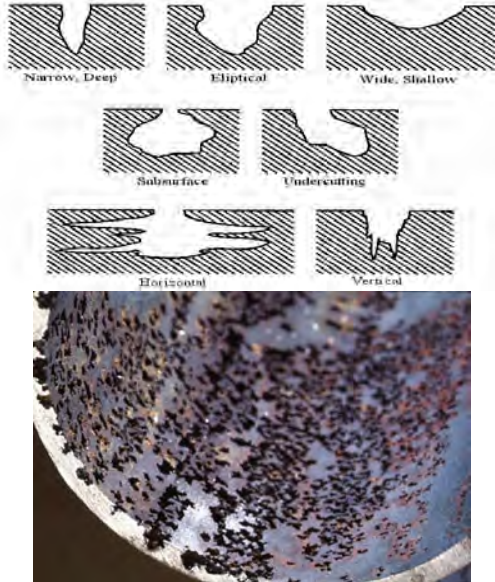 Narrow, Deep Eliptical Wide, Shallow
Subsurface Undercutting
Horizontal Vertical